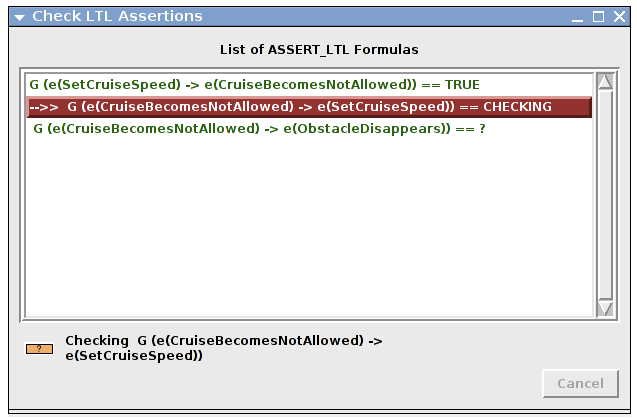 Check LTL Assertions
List of ASSERT_LTL Formulas
G (e(SetCruiseSpeed) -> e(CruiseBecomesNotAllowed)) == TRUE
-->> G (e(CruiseBecomesNotAllowed) -> e(SetCruiseSpeed)) == CHECKING
G (e(CruiseBecomesNotAllowed) -> e(ObstacleDisappears)) == ?
?
Checking G (e(CruiseBecomesNotAllowed) ->
e(SetCruiseSpeed))
Cancel